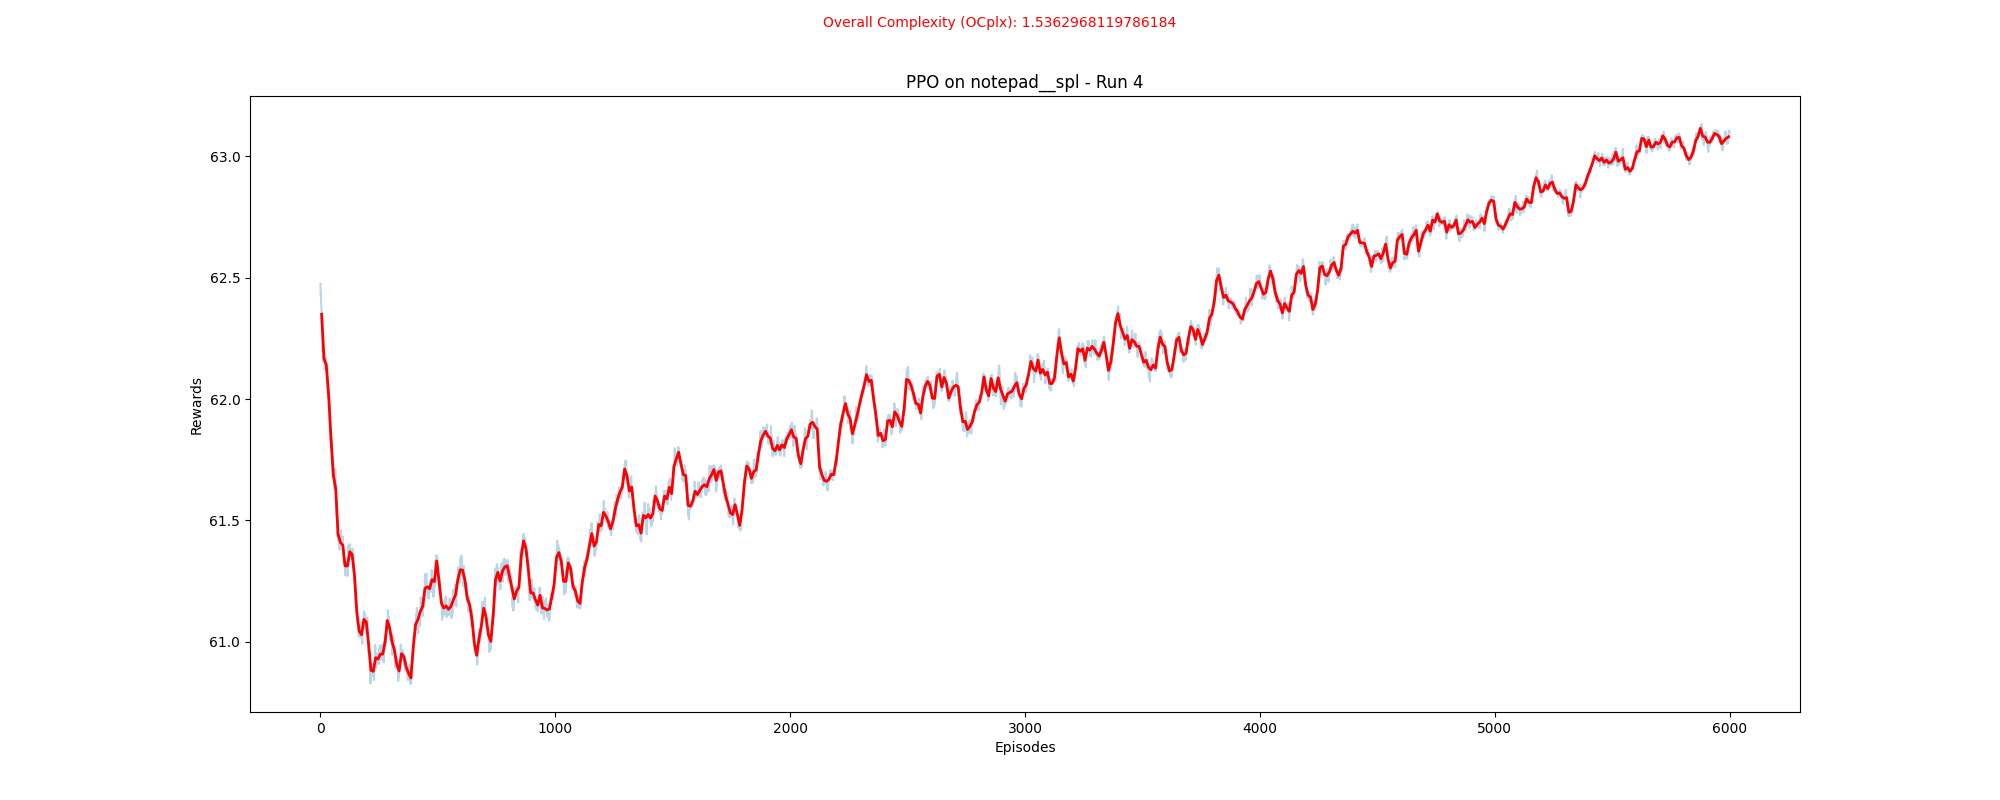 Overall Complexity (OCplx): 1.5362968119786184
PPO on notepad__spl - Run 4
63.0
62.5
62.0
61.5
61.0
Rewards
0 1000 2000 3000 4000 5000 6000
Episodes